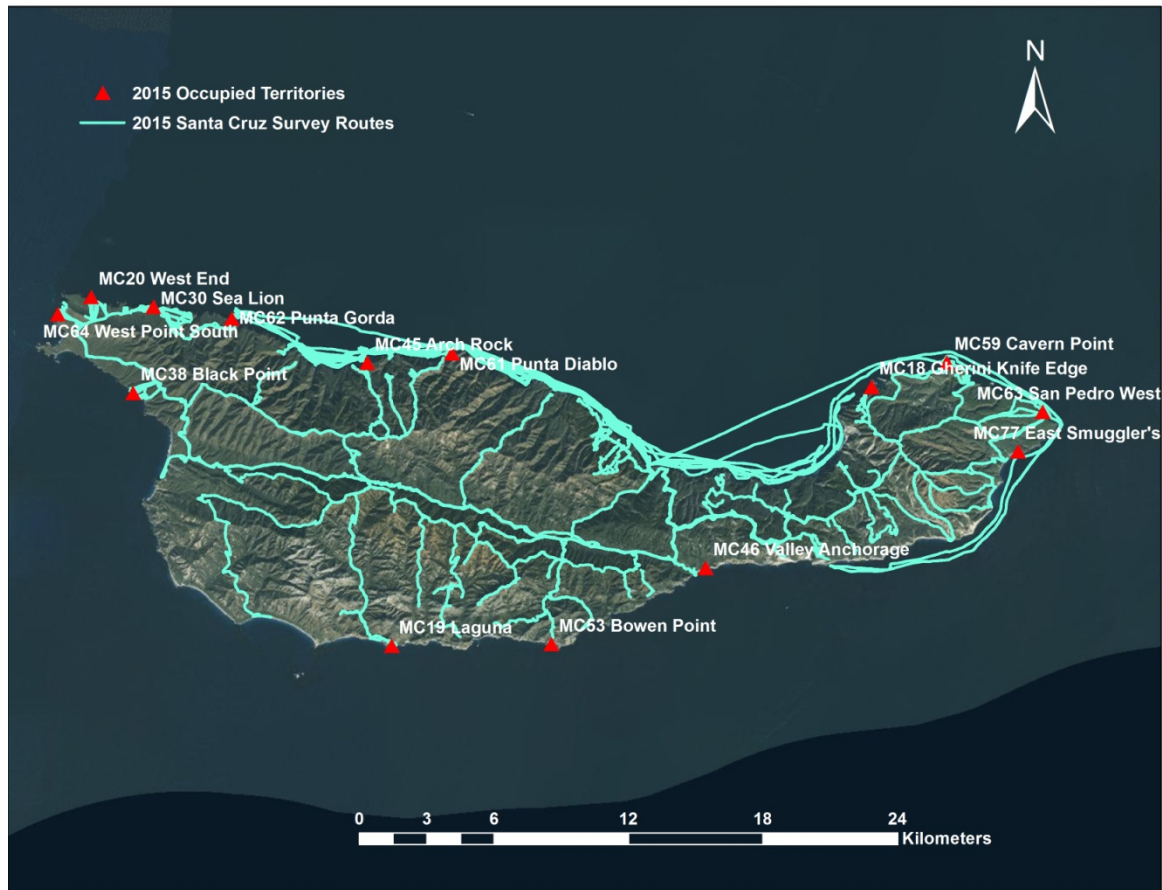 N
2015 Occupied Territories
2015 Santa Cruz Survey Routes
MC20 West End
MC30 Sea Lion
MC62 Punta Gorda
MC64 West Point South
MC45 Arch Rock
MC59 Cavern Point
MC61 Punta Diablo
MC18 Gherini Knife Edge
MC38 Black Point
MC63 San Pedro West
MC77 East Smuggler's
MC46 Valley Anchorage
MC19 Laguna
MC53 Bowen Point
0 3 6 12 18 24
Kilometers